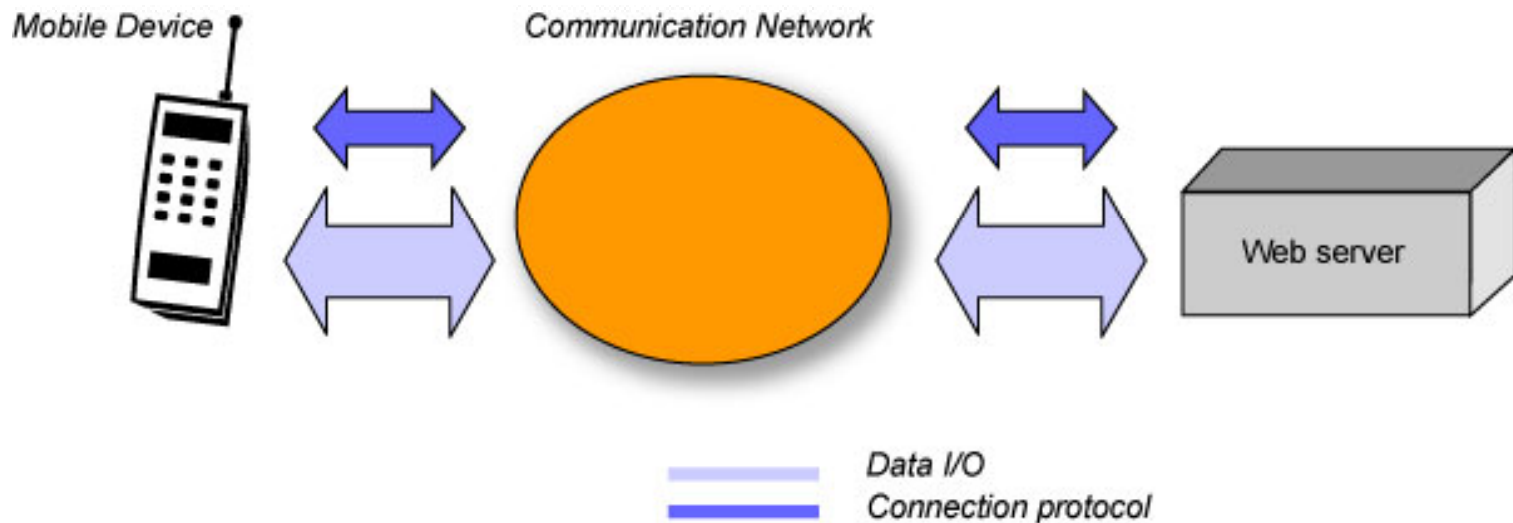 Mobile Device
Communication Network
Web server
Data I/O
Connection protocol